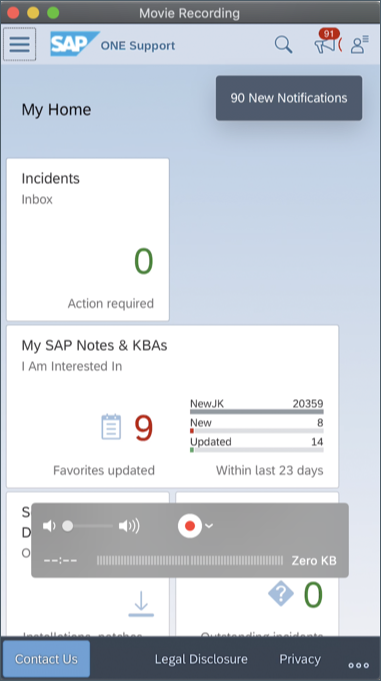 Movie Recording
SAP ONE Support
91
My Home
90 New Notifications
Incidents
Inbox
0
Action required
My SAP Notes & KBAs
I Am Interested In
9
Favorites updated
NewJK 20359
New 8
Updated 14
Within last 23 days
S
D
O
--:--
Zero KB
0
Installations, patches
Outstanding incidents
Contact Us
Legal Disclosure
Privacy